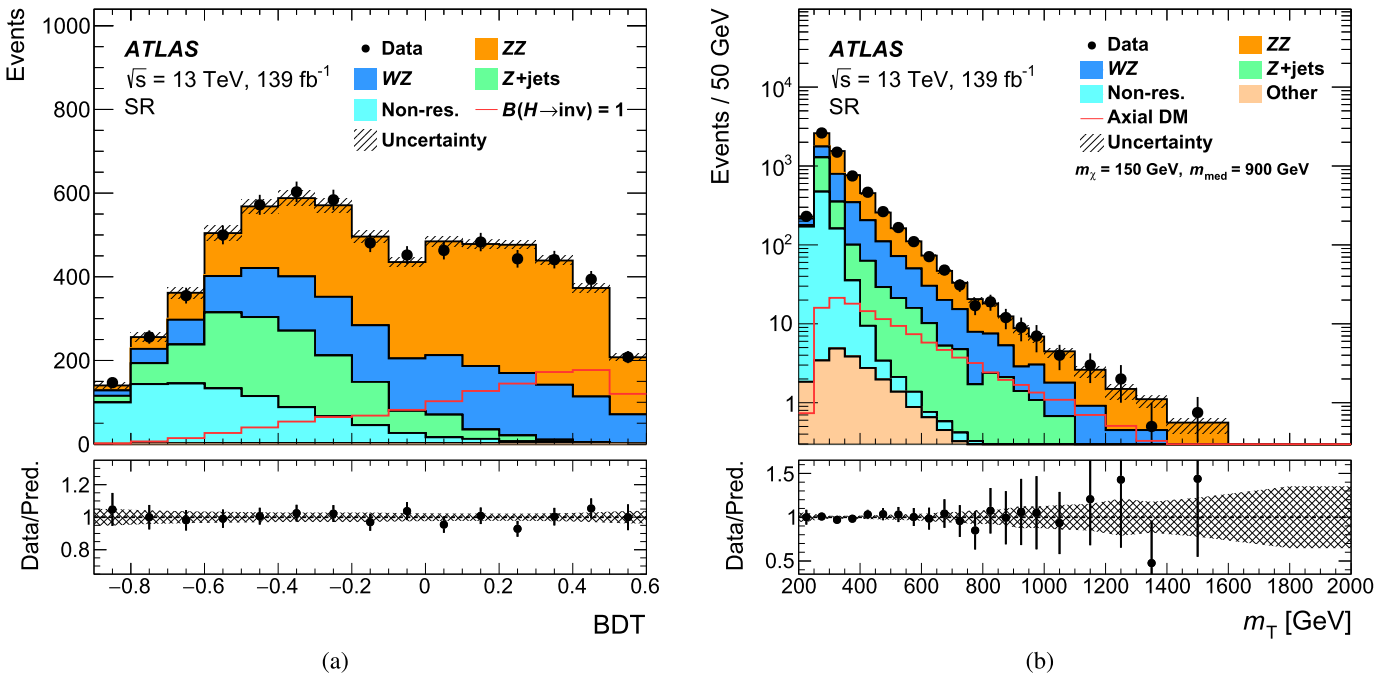 Events
1000
800
600
400
200
0
ATLAS
√s = 13 TeV, 139 fb⁻¹
SR
Data
ZZ
WZ
Z+jets
Non-res.
B(H→inv) = 1
Uncertainty
Data/Pred.
1.2
1
0.8
−0.8 −0.6 −0.4 −0.2 0 0.2 0.4 0.6
BDT
(a)
Events / 50 GeV
10⁴
10³
10²
10
1
ATLAS
√s = 13 TeV, 139 fb⁻¹
SR
Data
ZZ
WZ
Z+jets
Non-res.
Other
Axial DM
Uncertainty
mχ = 150 GeV, mmed = 900 GeV
Data/Pred.
1.5
1
0.5
200 400 600 800 1000 1200 1400 1600 1800 2000
mT [GeV]
(b)